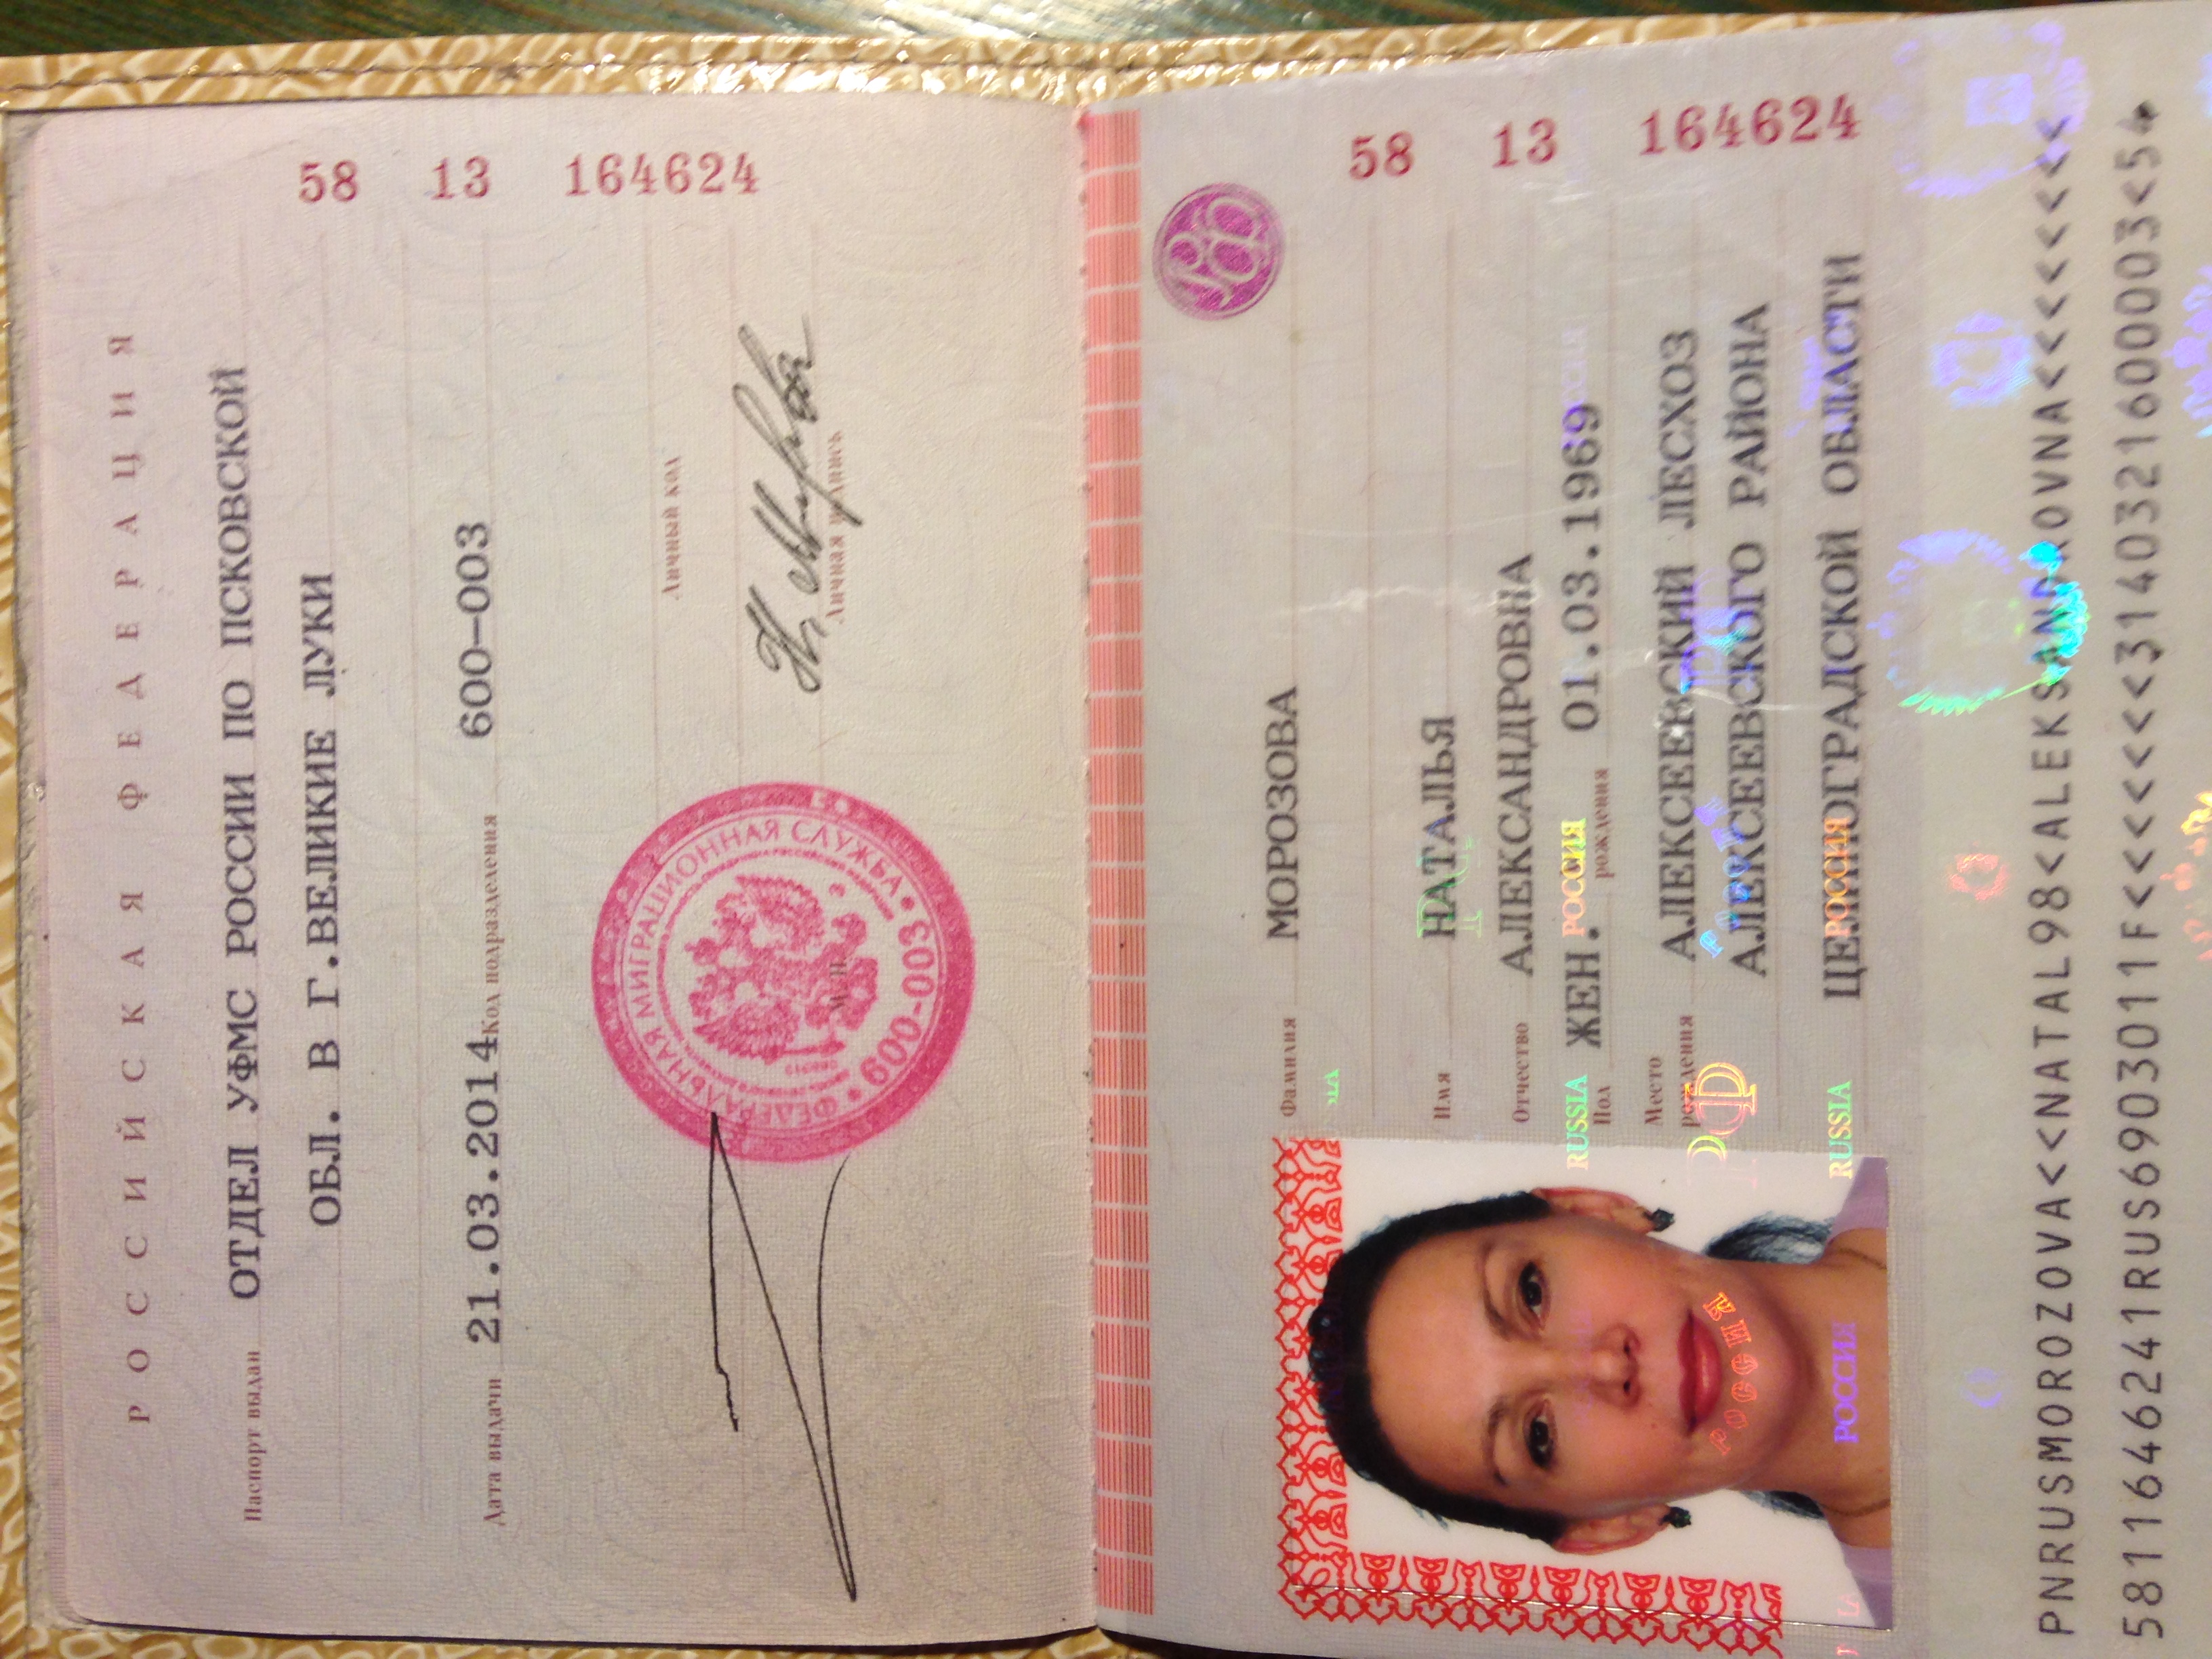 РОССИЙСКАЯ ФЕДЕРАЦИЯ
Паспорт выдан ОТДЕЛ УФМС РОССИИ ПО ПСКОВСКОЙ
ОБЛ. В Г.ВЕЛИКИЕ ЛУКИ
Дата выдачи 21.03.2014 Код подразделения 600-003
58 13 164624
Личный код
ФЕДЕРАЛЬНАЯ МИГРАЦИОННАЯ СЛУЖБА
600-003
М.П.
Личная подпись
РФ
Фамилия МОРОЗОВА
Имя НАТАЛЬЯ
Отчество АЛЕКСАНДРОВНА
Пол ЖЕН. рождения 01.03.1969
Место рождения АЛЕКСЕЕВСКИЙ ЛЕСХОЗ
АЛЕКСЕЕВСКОГО РАЙОНА
ЦЕЛИНОГРАДСКОЙ ОБЛАСТИ
58 13 164624
RUSSIA РОССИЯ
РОССИЯ
РФ
РОССИЯ RUSSIA РОССИЯ
PNRUSMOROZOVA<<NATAL98<ALEKSANDROVNA<<<<<<<<
5811646241RUS6903011F<<<<<<<3140321600003<54